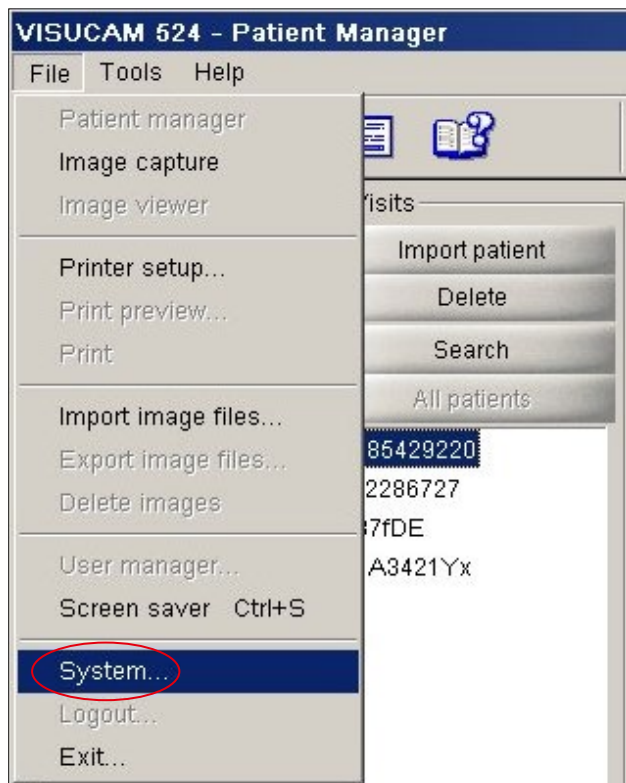 VISUCAM 524 - Patient Manager
File Tools Help
Patient manager
Image capture
Image viewer
Printer setup...
Print preview...
Print
Import image files...
Export image files...
Delete images
User manager...
Screen saver Ctrl+S
System...
Logout...
Exit...
Import patient
Delete
Search
All patients
85429220
2286727
7fDE
A3421Yx